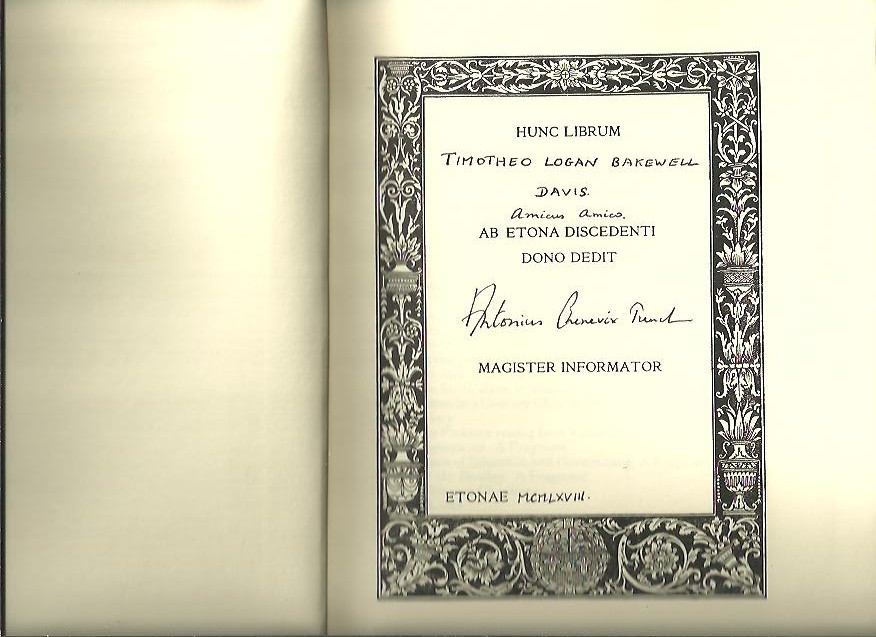 HUNC LIBRUM
TIMOTHEO LOGAN BAKEWELL
DAVIS.
Amicus Amico.
AB ETONA DISCEDENTI
DONO DEDIT
Antonius Chenevix Trench
MAGISTER INFORMATOR
ETONAE MCMLXVIII.